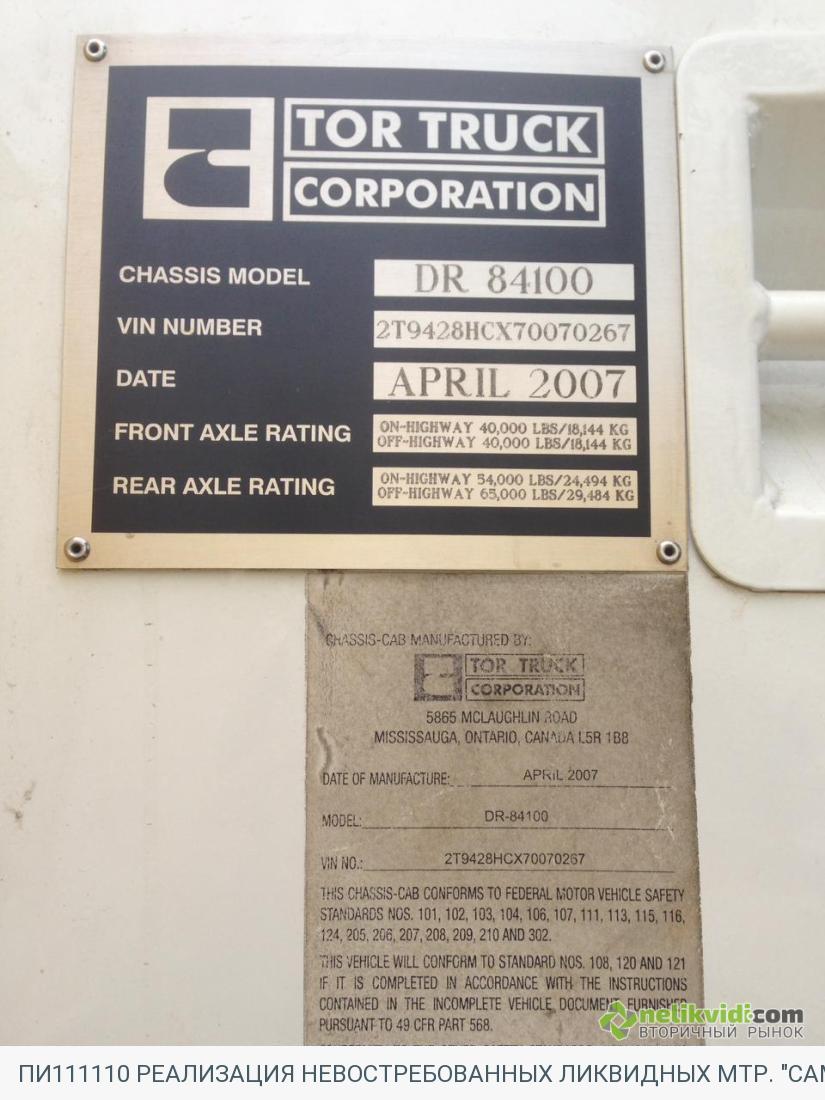 TOR TRUCK
CORPORATION
CHASSIS MODEL DR 84100
VIN NUMBER 2T9428HCX70070267
DATE APRIL 2007
FRONT AXLE RATING ON-HIGHWAY 40,000 LBS/18,144 KG
OFF-HIGHWAY 40,000 LBS/18,144 KG
REAR AXLE RATING ON-HIGHWAY 54,000 LBS/24,494 KG
OFF-HIGHWAY 65,000 LBS/29,484 KG
CHASSIS-CAB MANUFACTURED BY:
TOR TRUCK
CORPORATION
5865 MCLAUGHLIN ROAD
MISSISSAUGA, ONTARIO, CANADA L5R 1B8
DATE OF MANUFACTURE: APRIL 2007
MODEL: DR-84100
VIN NO.: 2T9428HCX70070267
THIS CHASSIS-CAB CONFORMS TO FEDERAL MOTOR VEHICLE SAFETY
STANDARDS NOS. 101, 102, 103, 104, 106, 107, 111, 113, 115, 116,
124, 205, 206, 207, 208, 209, 210 AND 302.
THIS VEHICLE WILL CONFORM TO STANDARD NOS. 108, 120 AND 121
IF IT IS COMPLETED IN ACCORDANCE WITH THE INSTRUCTIONS
CONTAINED IN THE INCOMPLETE VEHICLE DOCUMENT FURNISHED
PURSUANT TO 49 CFR PART 568.
netikvidi.com
ВТОРИЧНЫЙ РЫНОК
ПИ111110 РЕАЛИЗАЦИЯ НЕВОСТРЕБОВАННЫХ ЛИКВИДНЫХ МТР. "САМ